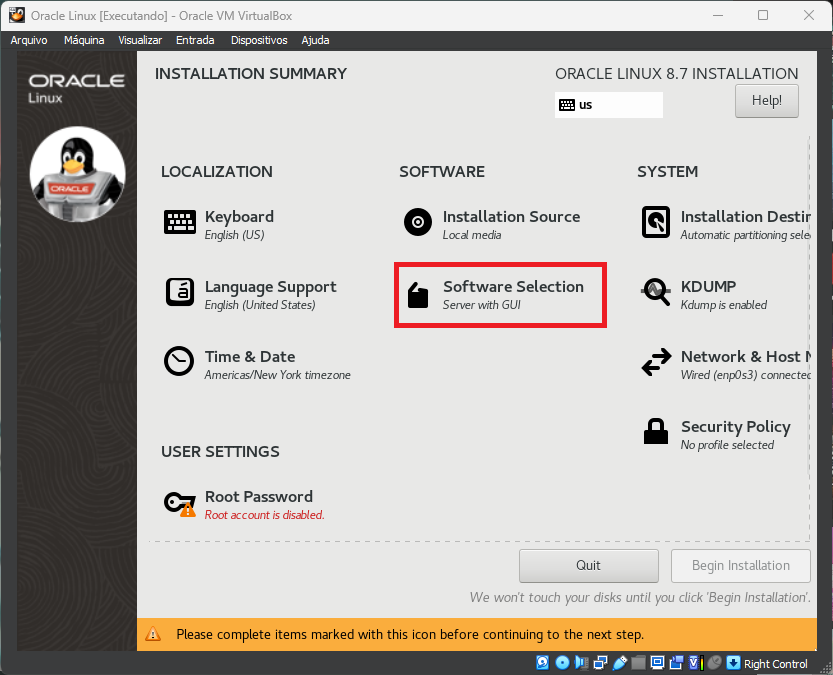 Oracle Linux [Executando] - Oracle VM VirtualBox
Arquivo Máquina Visualizar Entrada Dispositivos Ajuda
ORACLE
Linux
ORACLE
INSTALLATION SUMMARY
ORACLE LINUX 8.7 INSTALLATION
us
Help!
LOCALIZATION
Keyboard
English (US)
Language Support
English (United States)
Time & Date
Americas/New York timezone
SOFTWARE
Installation Source
Local media
Software Selection
Server with GUI
SYSTEM
Installation Destin
Automatic partitioning sele
KDUMP
Kdump is enabled
Network & Host N
Wired (enp0s3) connected
Security Policy
No profile selected
USER SETTINGS
Root Password
Root account is disabled.
Quit
Begin Installation
We won't touch your disks until you click 'Begin Installation'.
Please complete items marked with this icon before continuing to the next step.
Right Control